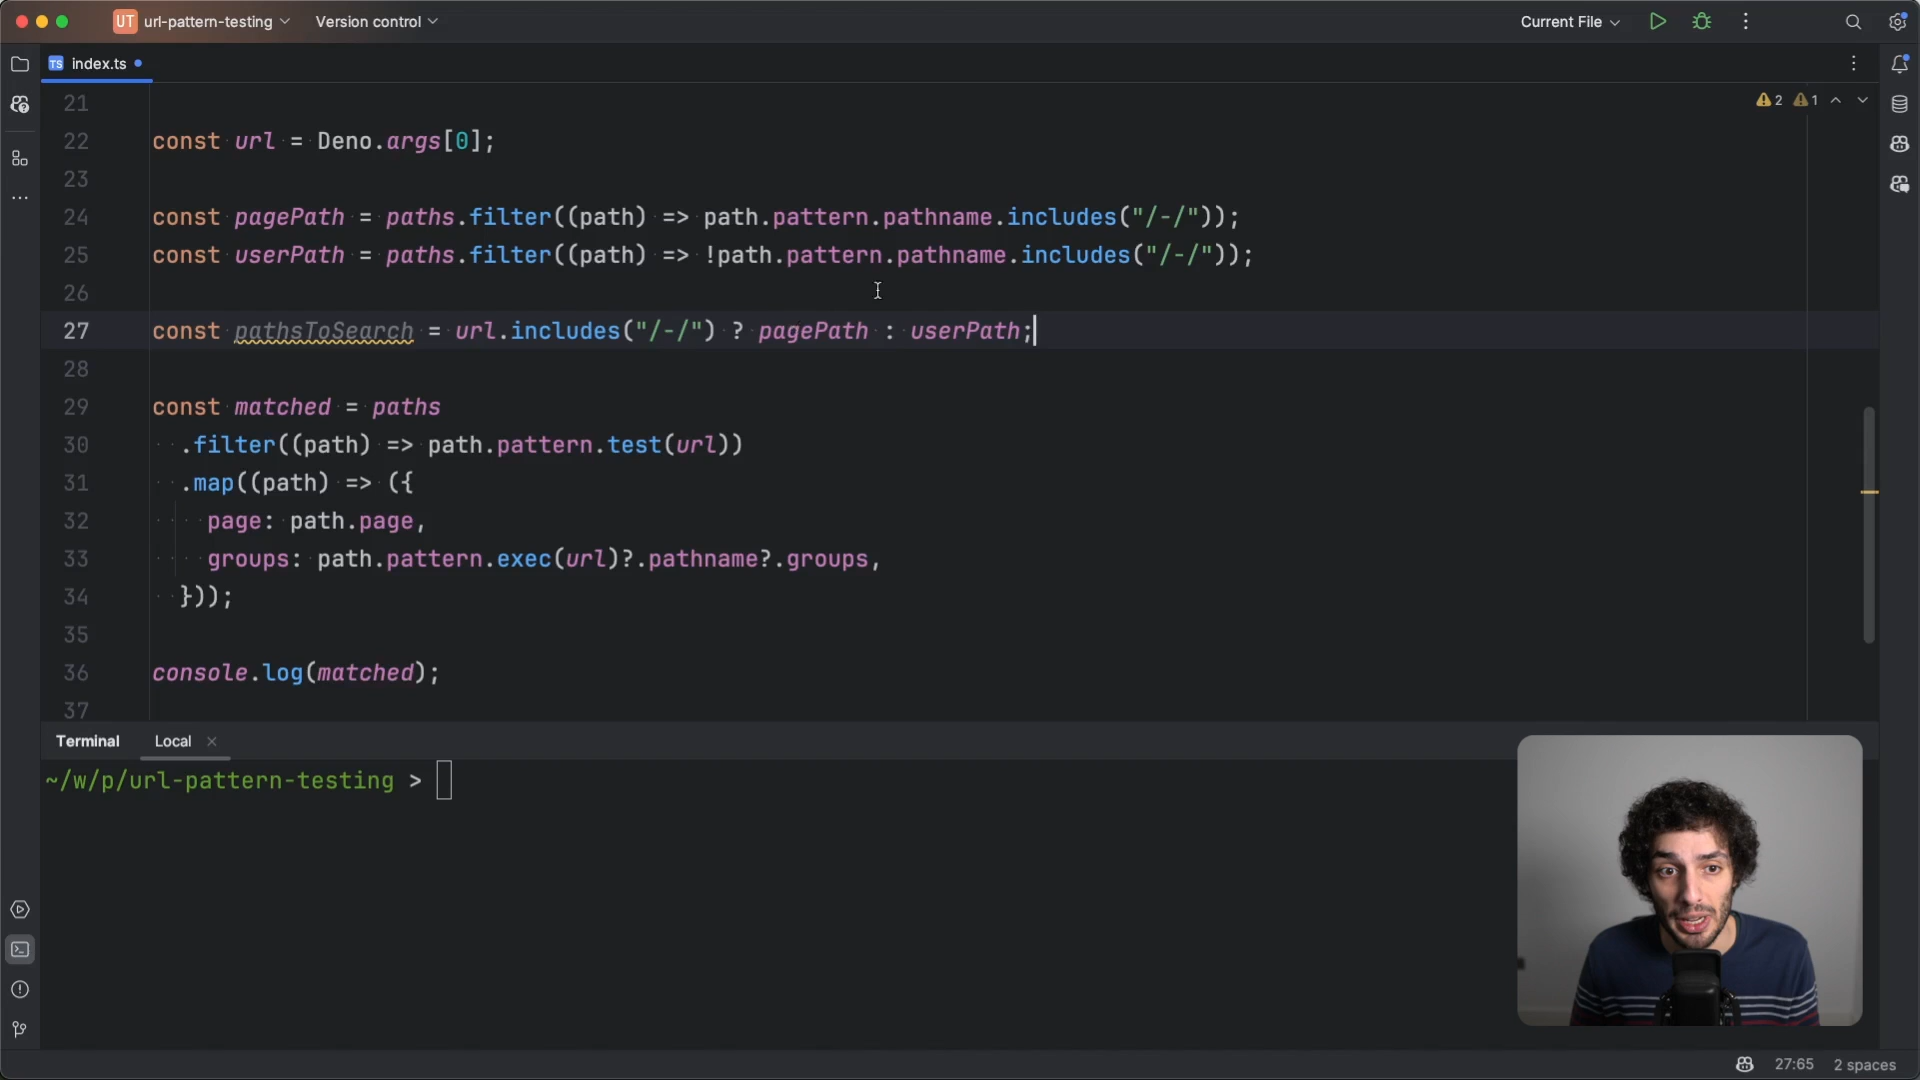 UT url-pattern-testing Version control Current File
TS index.ts
2 1
21
22 const url = Deno.args[0];
23
24 const pagePath = paths.filter((path) => path.pattern.pathname.includes("/-/"));
25 const userPath = paths.filter((path) => !path.pattern.pathname.includes("/-/"));
26
27 const pathsToSearch = url.includes("/-/") ? pagePath : userPath;
28
29 const matched = paths
30 .filter((path) => path.pattern.test(url))
31 .map((path) => ({
32 page: path.page,
33 groups: path.pattern.exec(url)?.pathname?.groups,
34 }));
35
36 console.log(matched);
37
Terminal Local
~/w/p/url-pattern-testing >
27:65 2 spaces